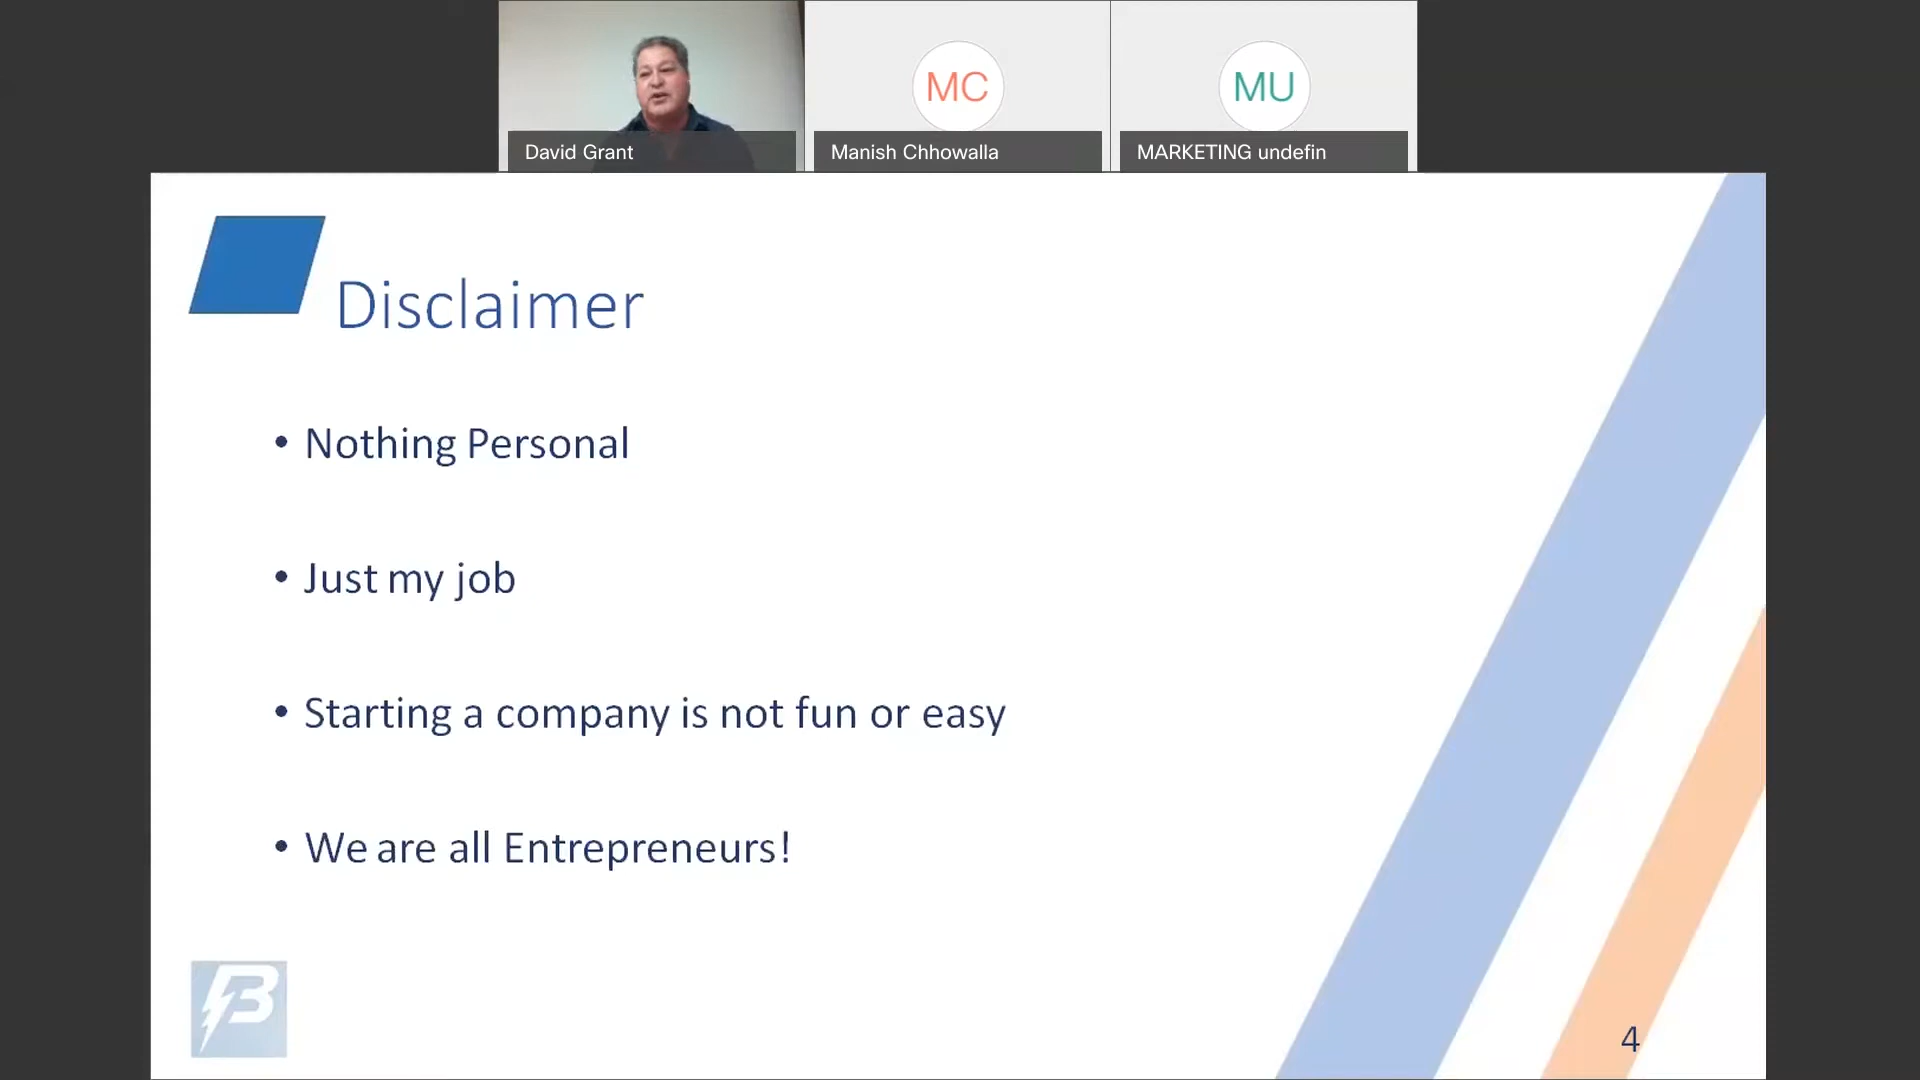 MC
MU
David Grant
Manish Chhowalla
MARKETING undefin
Disclaimer
• Nothing Personal
• Just my job
• Starting a company is not fun or easy
• We are all Entrepreneurs!
B
4